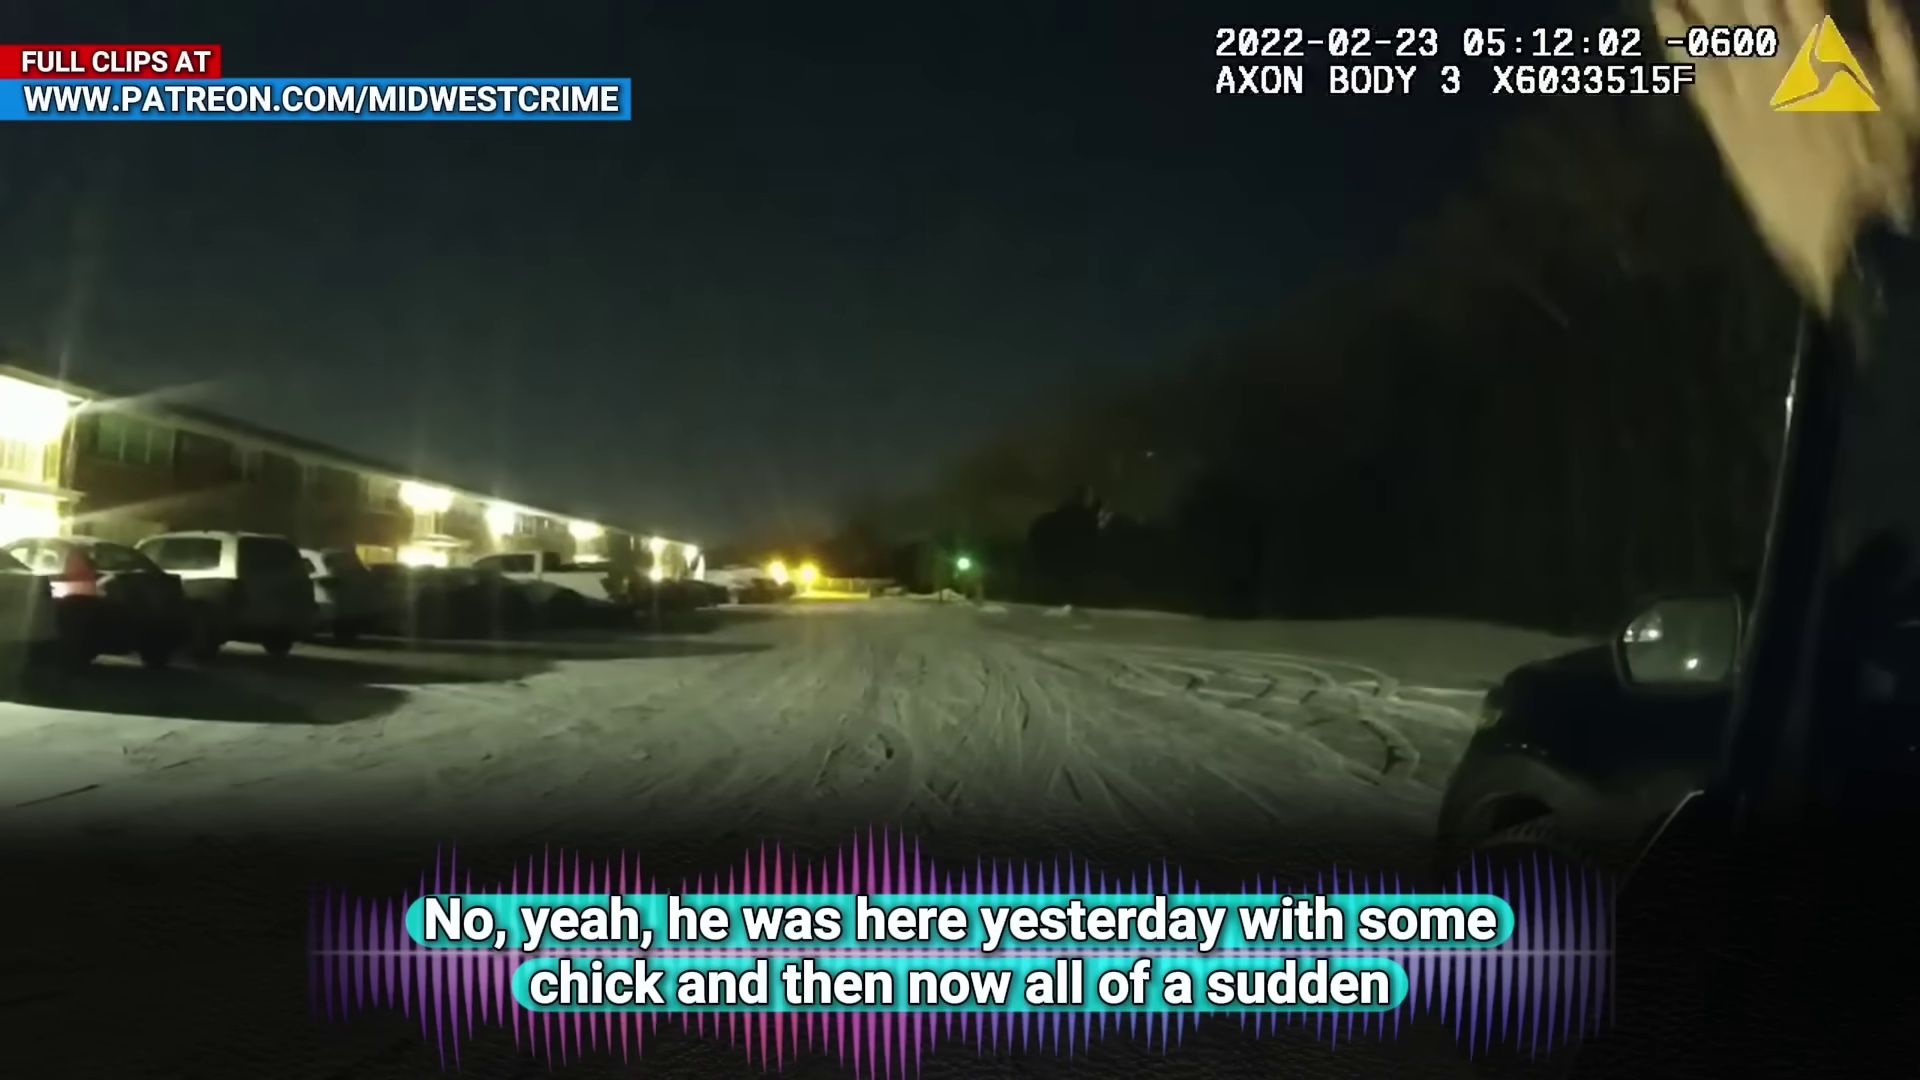 FULL CLIPS AT
WWW.PATREON.COM/MIDWESTCRIME
2022-02-23 05:12:02 -0600
AXON BODY 3 X6033515F
No, yeah, he was here yesterday with some
chick and then now all of a sudden